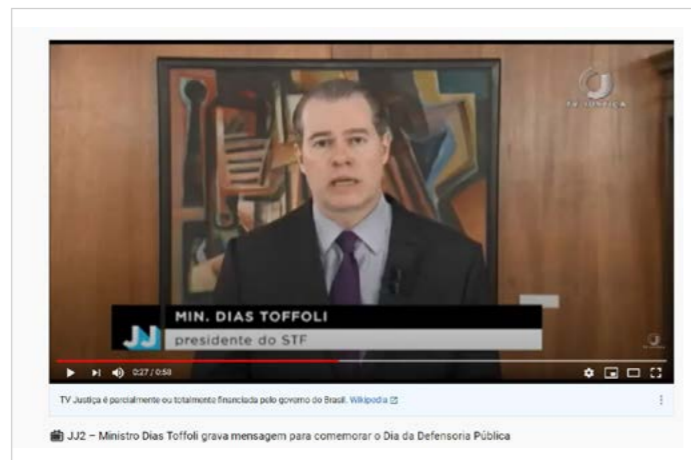 TV JUSTIÇA
MIN. DIAS TOFFOLI
JJ
presidente do STF
0:27 / 0:58
TV Justiça é parcialmente ou totalmente financiada pelo governo do Brasil. Wikipedia
JJ2 – Ministro Dias Toffoli grava mensagem para comemorar o Dia da Defensoria Pública